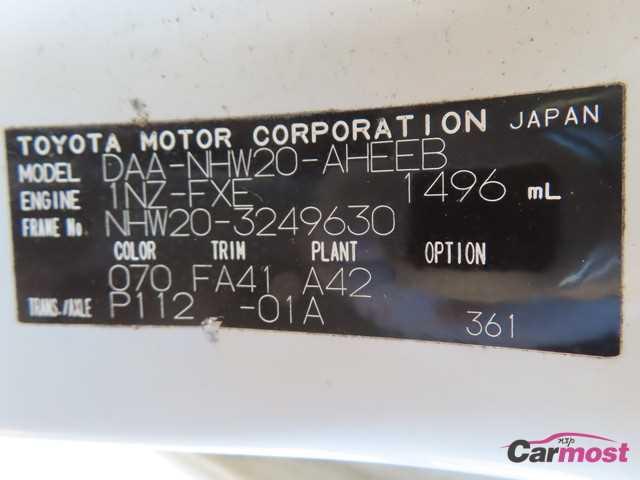 TOYOTA MOTOR CORPORATION JAPAN
MODEL DAA-NHW20-AHEEB
ENGINE 1NZ-FXE 1496 mL
FRAME No. NHW20-3249630
COLOR TRIM PLANT OPTION
070 FA41 A42
TRANS./AXLE P112 -01A 361
nsp
Carmost